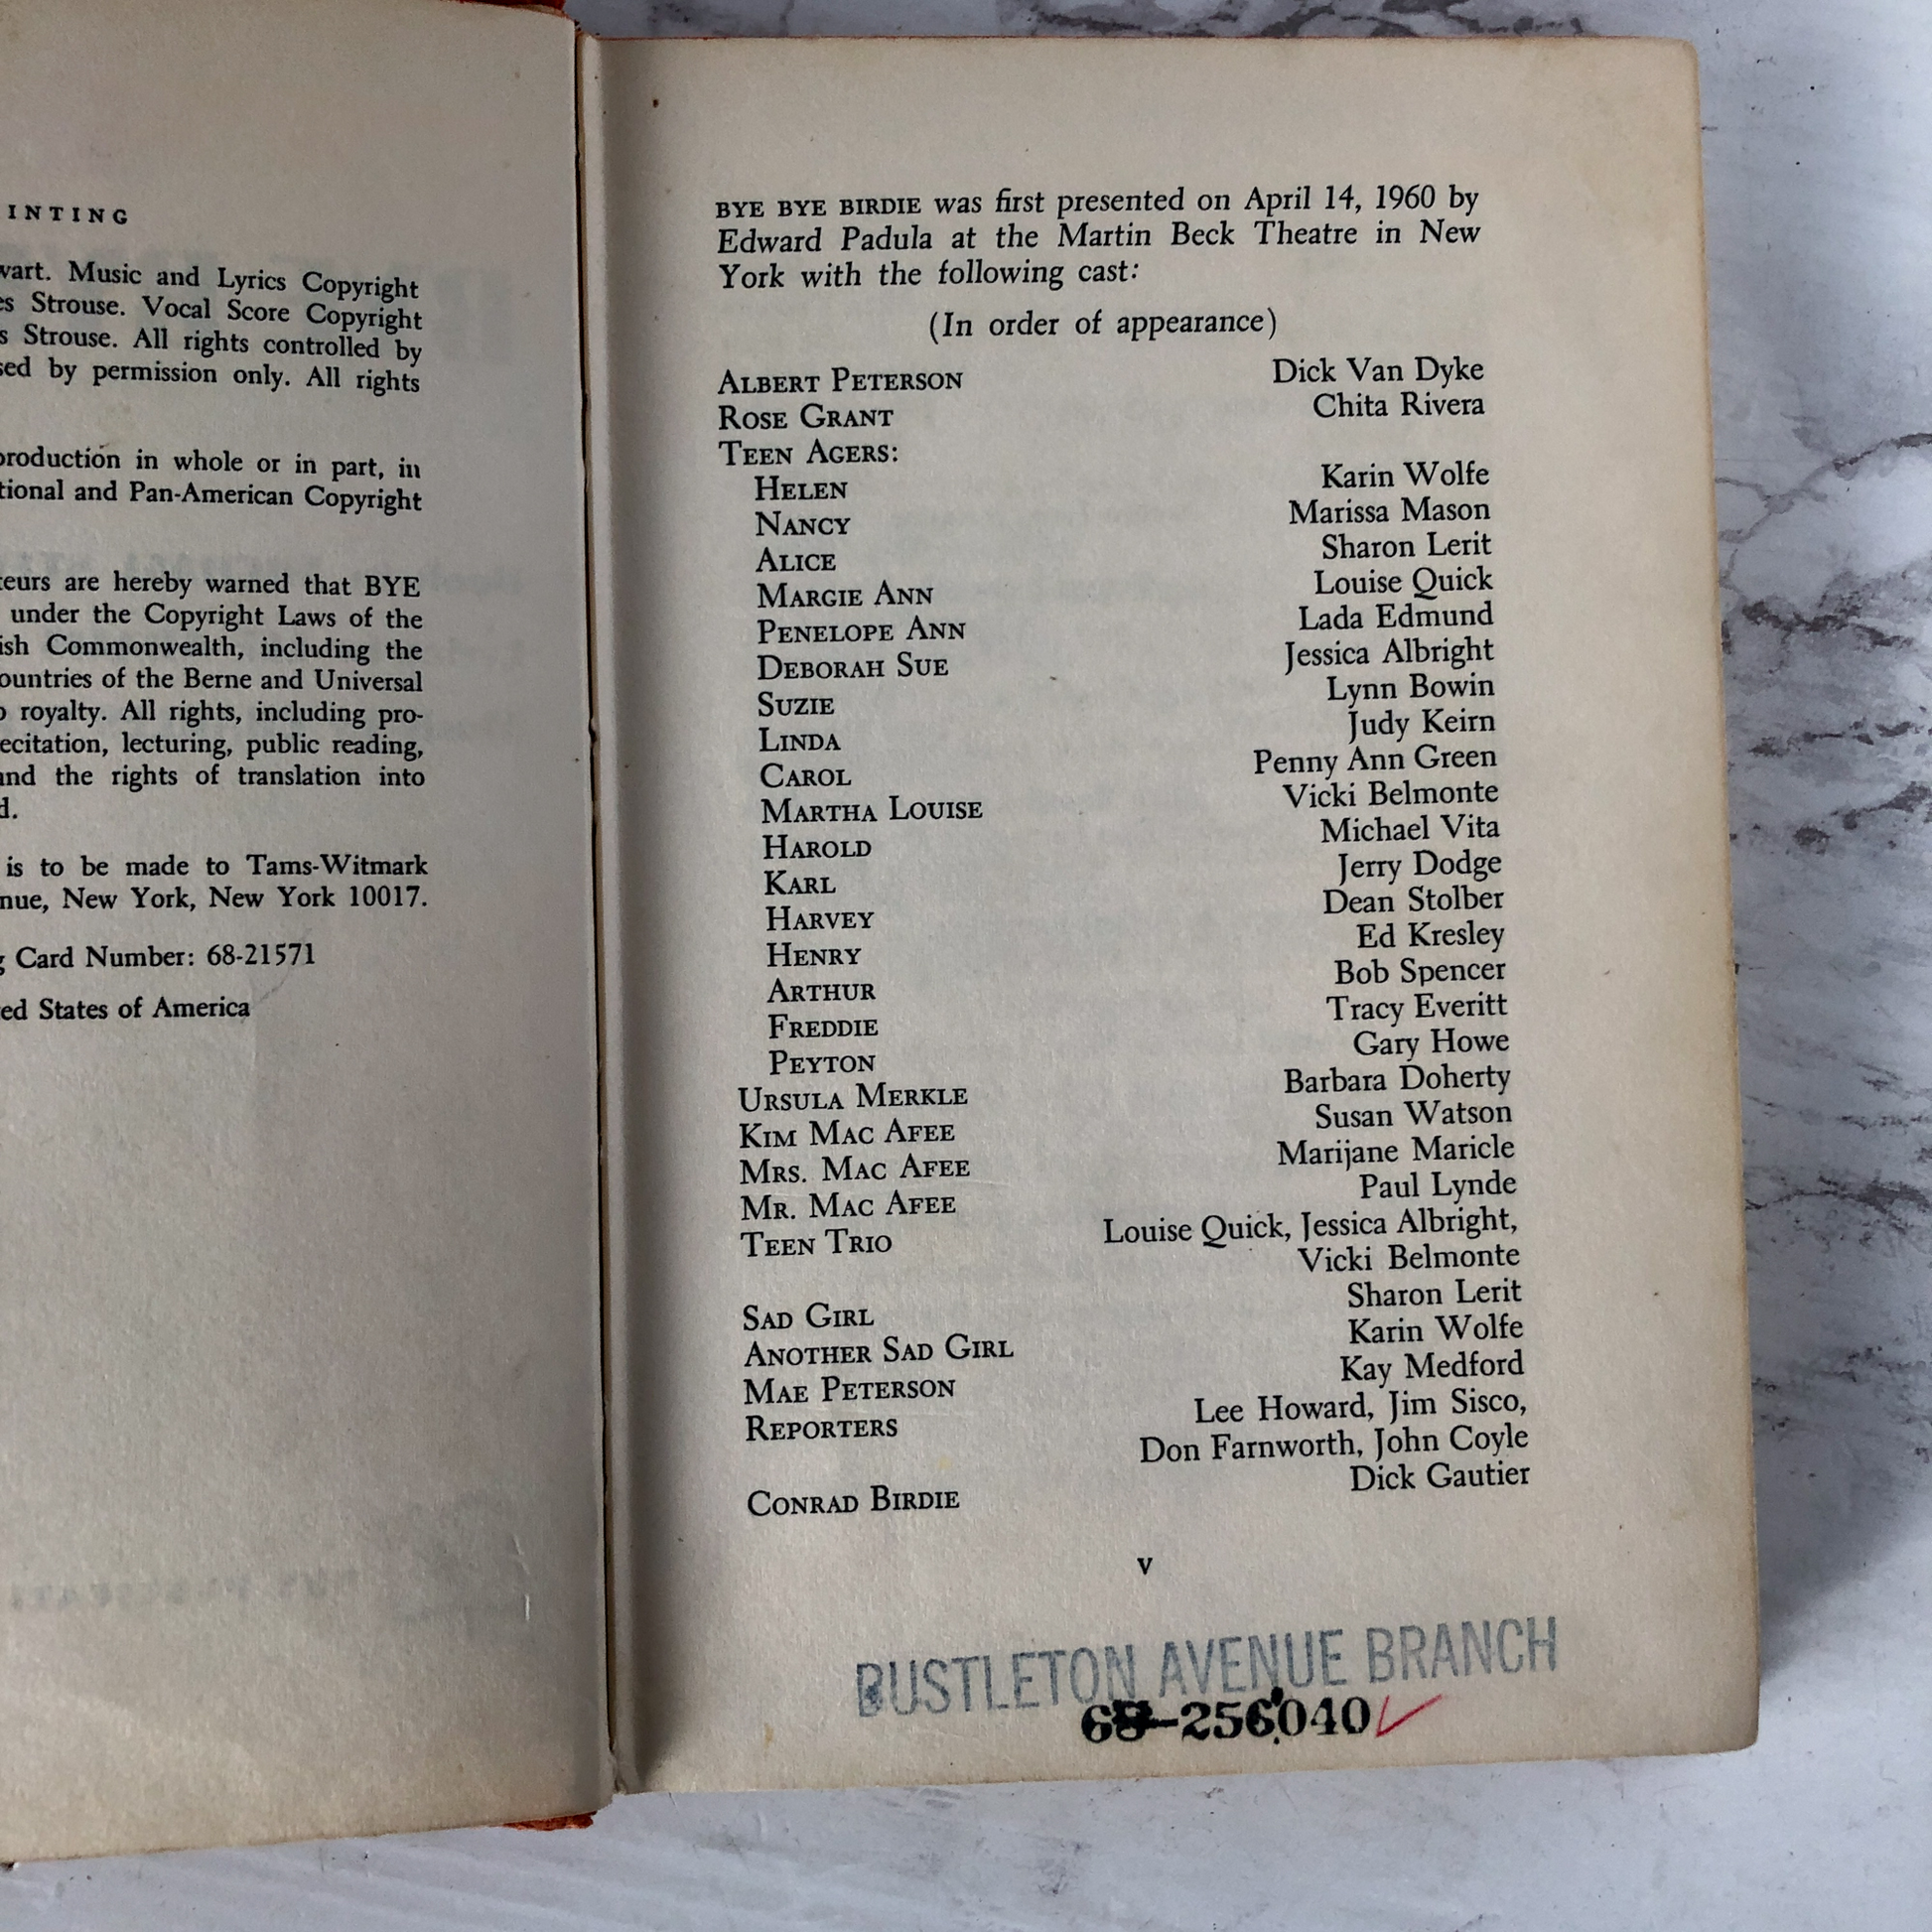 INTING
wart. Music and Lyrics Copyright
es Strouse. Vocal Score Copyright
s Strouse. All rights controlled by
sed by permission only. All rights
production in whole or in part, in
tional and Pan-American Copyright
teurs are hereby warned that BYE
under the Copyright Laws of the
ish Commonwealth, including the
ountries of the Berne and Universal
o royalty. All rights, including pro-
ecitation, lecturing, public reading,
and the rights of translation into
d.
is to be made to Tams-Witmark
nue, New York, New York 10017.
g Card Number: 68-21571
ed States of America
BYE BYE BIRDIE was first presented on April 14, 1960 by
Edward Padula at the Martin Beck Theatre in New
York with the following cast:
(In order of appearance)
ALBERT PETERSON Dick Van Dyke
ROSE GRANT Chita Rivera
TEEN AGERS:
HELEN Karin Wolfe
NANCY Marissa Mason
ALICE Sharon Lerit
MARGIE ANN Louise Quick
PENELOPE ANN Lada Edmund
DEBORAH SUE Jessica Albright
SUZIE Lynn Bowin
LINDA Judy Keirn
CAROL Penny Ann Green
MARTHA LOUISE Vicki Belmonte
HAROLD Michael Vita
KARL Jerry Dodge
HARVEY Dean Stolber
HENRY Ed Kresley
ARTHUR Bob Spencer
FREDDIE Tracy Everitt
PEYTON Gary Howe
URSULA MERKLE Barbara Doherty
KIM MAC AFEE Susan Watson
MRS. MAC AFEE Marijane Maricle
MR. MAC AFEE Paul Lynde
TEEN TRIO Louise Quick, Jessica Albright,
Vicki Belmonte
SAD GIRL Sharon Lerit
ANOTHER SAD GIRL Karin Wolfe
MAE PETERSON Kay Medford
REPORTERS Lee Howard, Jim Sisco,
Don Farnworth, John Coyle
CONRAD BIRDIE Dick Gautier
v
BUSTLETON AVENUE BRANCH
68-256040